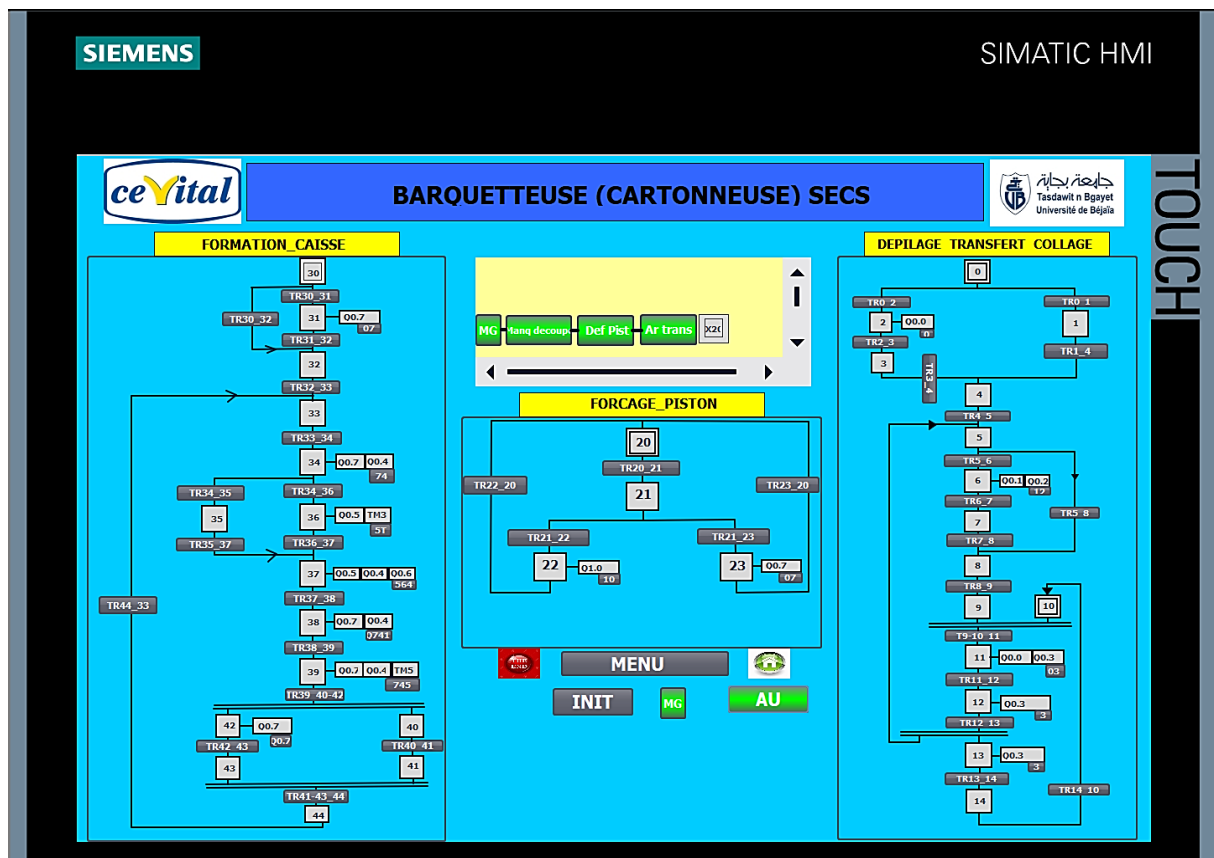 SIEMENS
SIMATIC HMI
TOUCH
ceVital
BARQUETTEUSE (CARTONNEUSE) SECS
جامعة بجاية
Tasdawit n Bgayet
Université de Béjaïa
FORMATION_CAISSE
30
TR30_31
TR30_32
31
Q0.7
07
TR31_32
32
TR32_33
33
TR33_34
34
Q0.7
Q0.4
74
TR34_35
TR34_36
35
36
Q0.5
TM3
5T
TR35_37
TR36_37
37
Q0.5
Q0.4
Q0.6
564
TR37_38
TR44_33
38
Q0.7
Q0.4
0741
TR38_39
39
Q0.7
Q0.4
TM5
745
TR39_40-42
42
Q0.7
Q0.7
40
TR42_43
TR40_41
43
41
TR41-43_44
44
MG
Manq decoup
Def Pist
Ar trans
X20
FORCAGE_PISTON
20
TR20_21
TR22_20
TR23_20
21
TR21_22
TR21_23
22
Q1.0
10
23
Q0.7
07
MENU
INIT
MG
AU
DEPILAGE TRANSFERT COLLAGE
0
TR0_2
TR0_1
2
Q0.0
0
1
TR2_3
TR1_4
3
TR3_4
4
TR4_5
5
TR5_6
6
Q0.1
Q0.2
12
TR6_7
TR5_8
7
TR7_8
8
TR8_9
9
10
T9-10_11
11
Q0.0
Q0.3
03
TR11_12
12
Q0.3
3
TR12_13
13
Q0.3
3
TR13_14
TR14_10
14